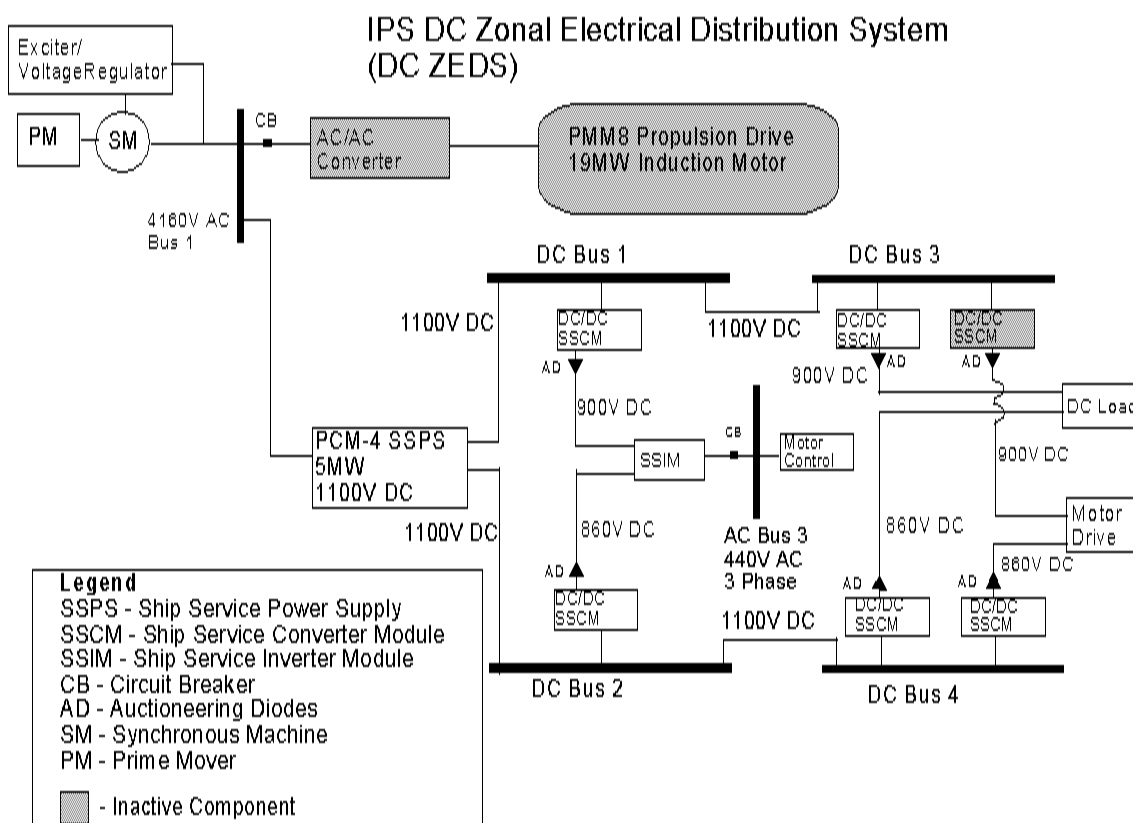 IPS DC Zonal Electrical Distribution System
(DC ZEDS)
Exciter/
VoltageRegulator
PM
SM
CB
AC/AC
Converter
PMM8 Propulsion Drive
19MW Induction Motor
4160V AC
Bus 1
DC Bus 1
DC Bus 3
1100V DC
DC/DC
SSCM
AD
1100V DC
DC/DC
SSCM
AD
DC/DC
SSCM
AD
900V DC
900V DC
DC Load
PCM-4 SSPS
5MW
1100V DC
SSIM
CB
Motor
Control
900V DC
1100V DC
860V DC
AC Bus 3
440V AC
3 Phase
860V DC
Motor
Drive
860V DC
AD
DC/DC
SSCM
1100V DC
AD
DC/DC
SSCM
AD
DC/DC
SSCM
DC Bus 2
DC Bus 4
Legend
SSPS - Ship Service Power Supply
SSCM - Ship Service Converter Module
SSIM - Ship Service Inverter Module
CB - Circuit Breaker
AD - Auctioneering Diodes
SM - Synchronous Machine
PM - Prime Mover
- Inactive Component